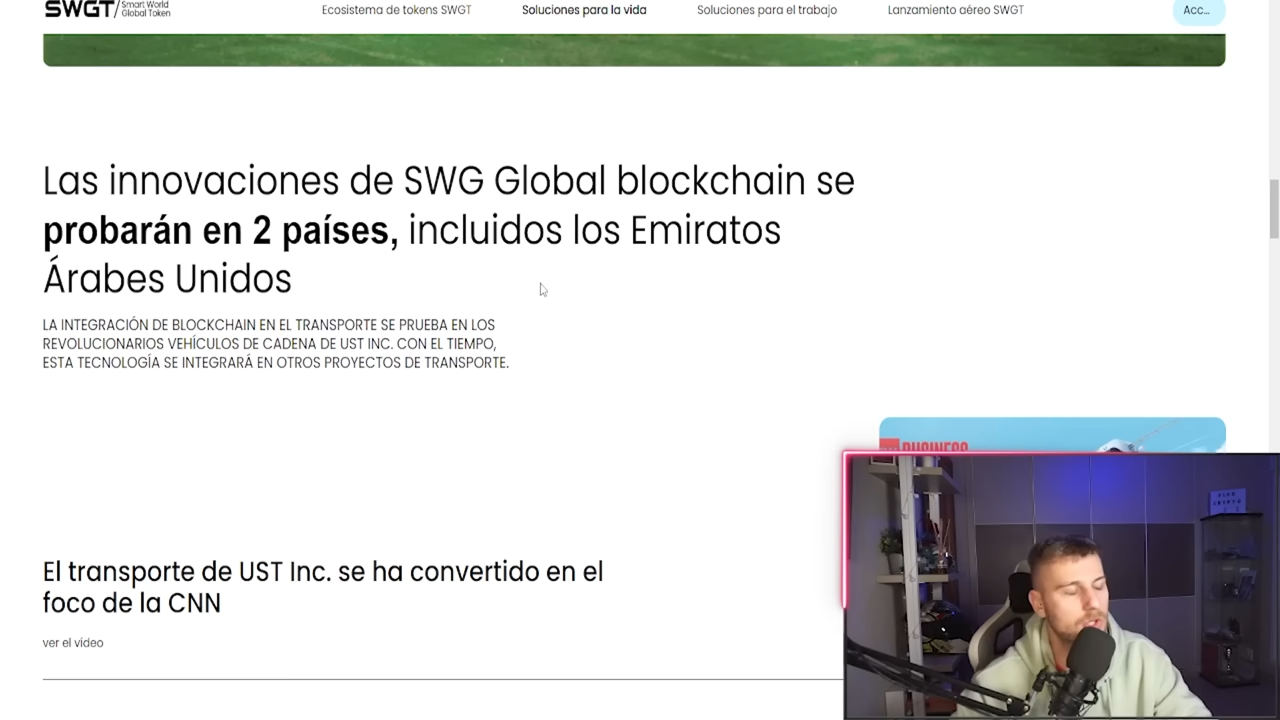 SWGT/ Smart World
Global Token
Ecosistema de tokens SWGT
Soluciones para la vida
Soluciones para el trabajo
Lanzamiento aéreo SWGT
Acc...
Las innovaciones de SWG Global blockchain se
probarán en 2 países, incluidos los Emiratos
Árabes Unidos
LA INTEGRACIÓN DE BLOCKCHAIN EN EL TRANSPORTE SE PRUEBA EN LOS
REVOLUCIONARIOS VEHÍCULOS DE CADENA DE UST INC. CON EL TIEMPO,
ESTA TECNOLOGÍA SE INTEGRARÁ EN OTROS PROYECTOS DE TRANSPORTE.
BUSINESS
El transporte de UST Inc. se ha convertido en el
foco de la CNN
ver el video